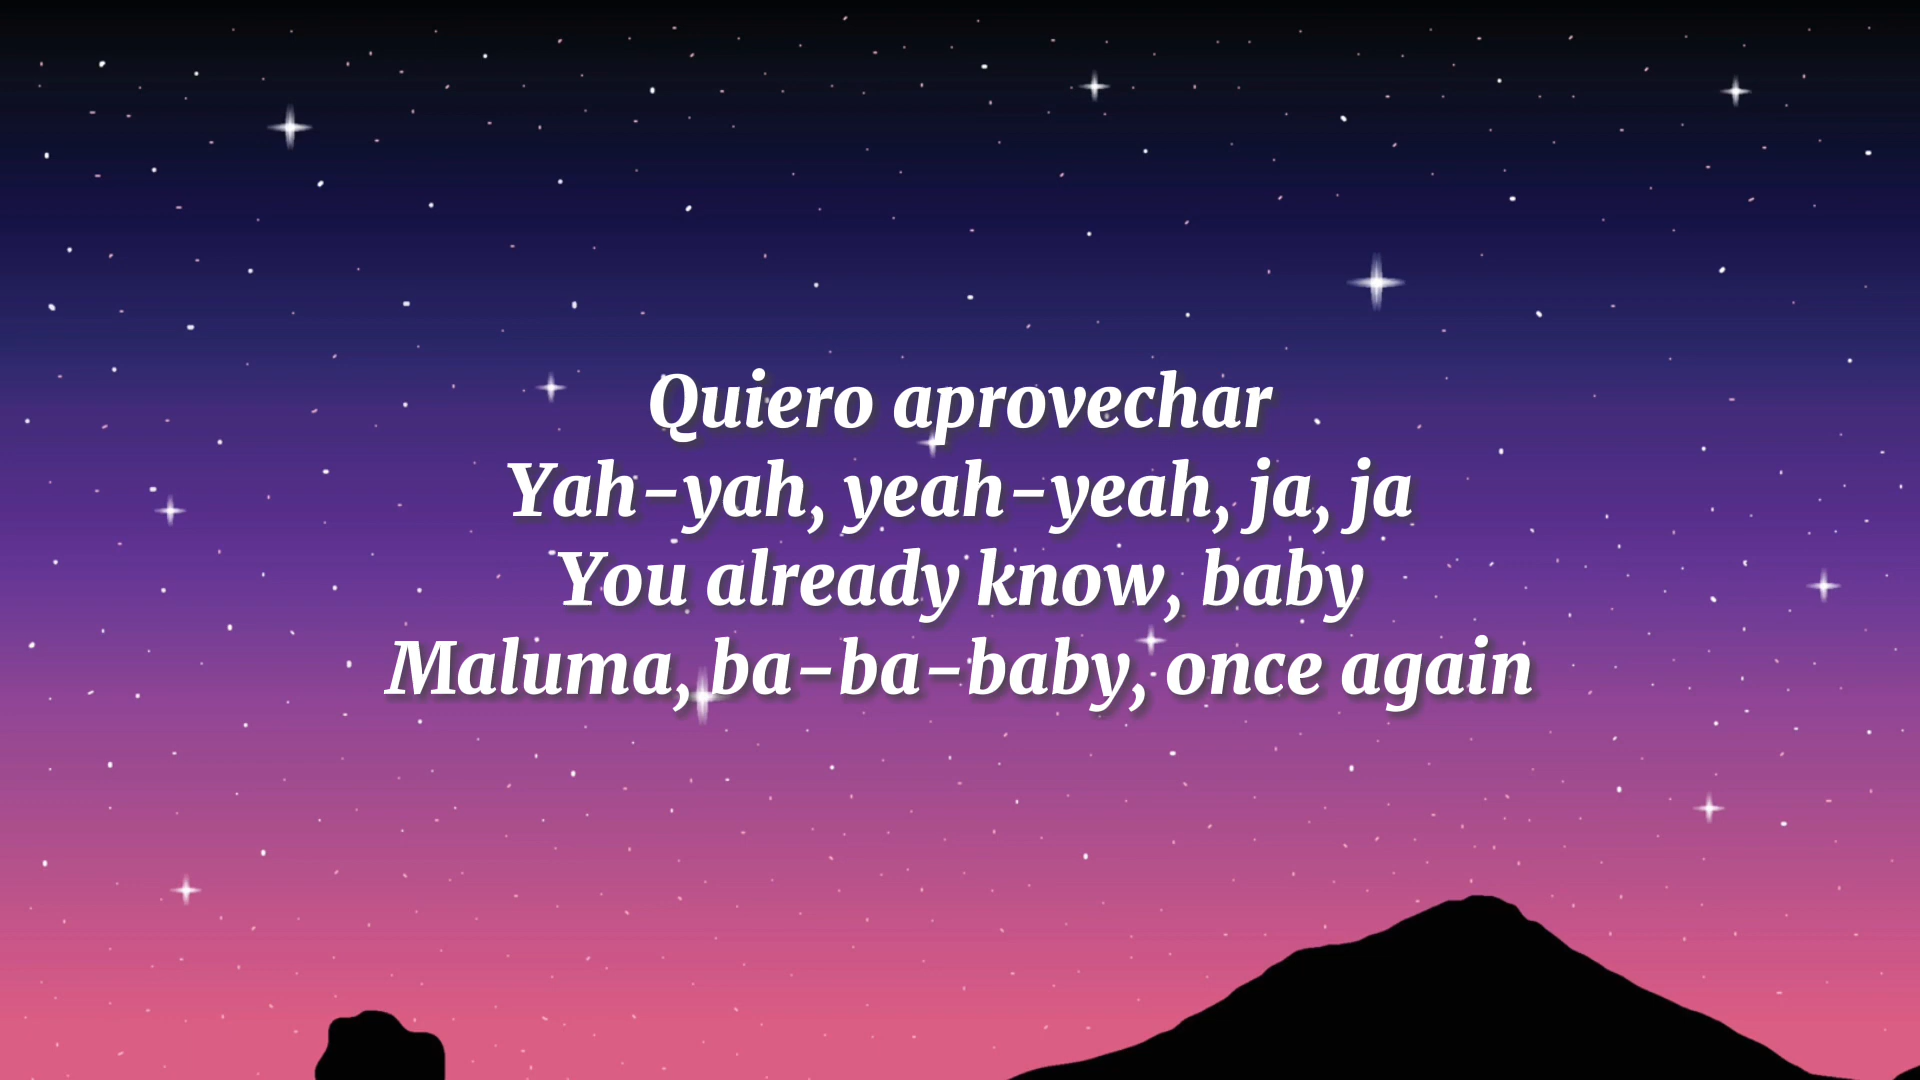 Quiero aprovechar
Yah-yah, yeah-yeah, ja, ja
You already know, baby
Maluma, ba-ba-baby, once again